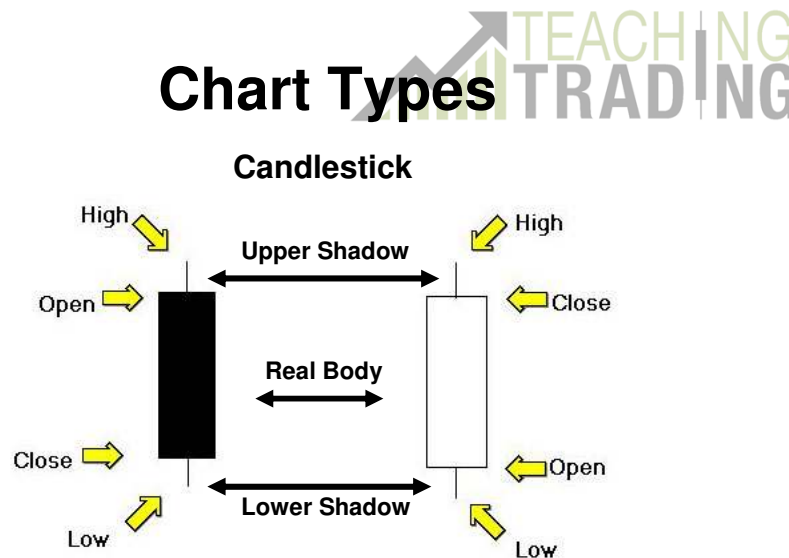 TEACHING
TRADING
Chart Types
Candlestick
High
High
Upper Shadow
Open
Close
Real Body
Close
Open
Lower Shadow
Low
Low